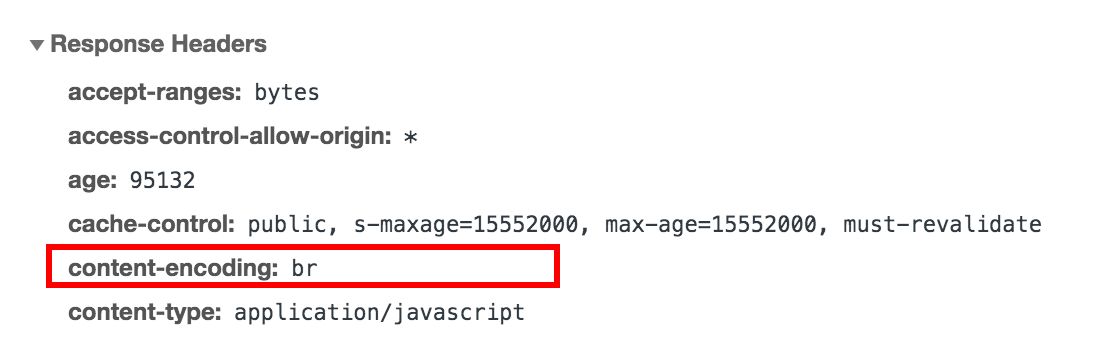 Response Headers
accept-ranges: bytes
access-control-allow-origin: *
age: 95132
cache-control: public, s-maxage=15552000, max-age=15552000, must-revalidate
content-encoding: br
content-type: application/javascript